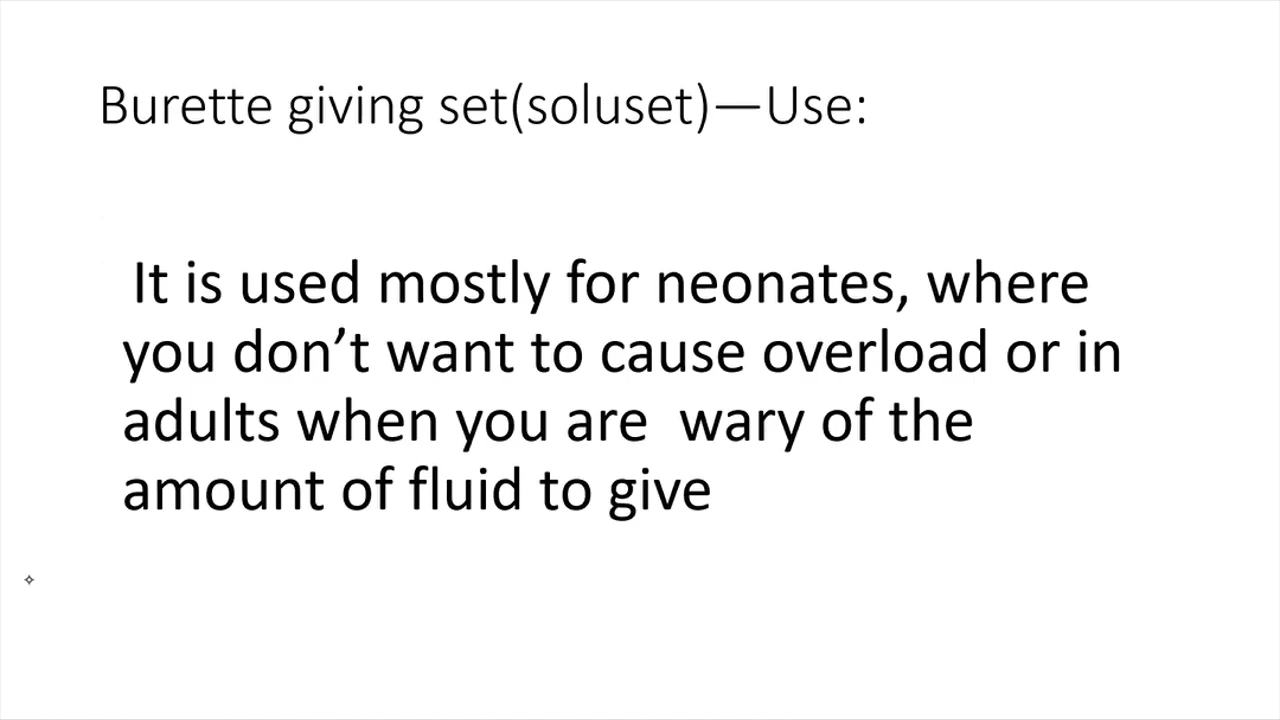 Burette giving set(soluset)—Use:
It is used mostly for neonates, where
you don’t want to cause overload or in
adults when you are  wary of the
amount of fluid to give